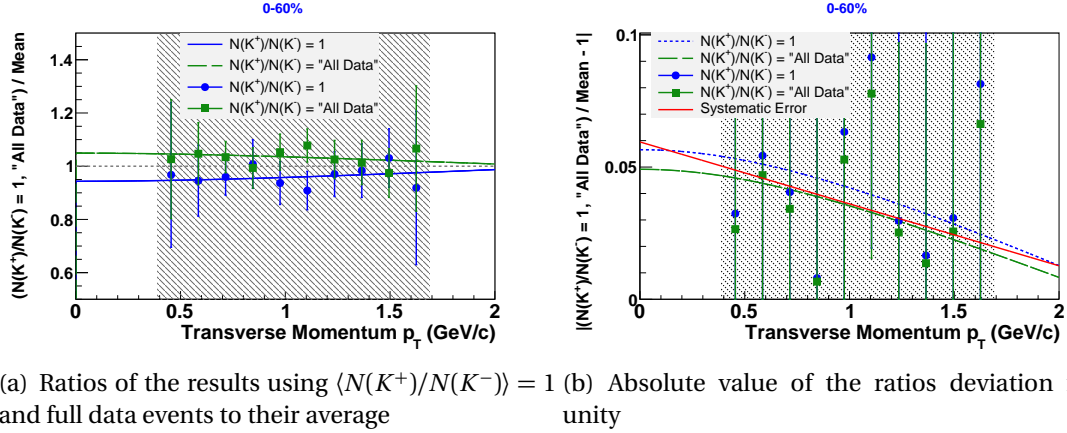 0-60%
0-60%
(N(K⁺)/N(K⁻) = 1, "All Data") / Mean
1.4
1.2
1
0.8
0.6
N(K⁺)/N(K⁻) = 1
N(K⁺)/N(K⁻) = "All Data"
N(K⁺)/N(K⁻) = 1
N(K⁺)/N(K⁻) = "All Data"
0 0.5 1 1.5 2
Transverse Momentum p_T (GeV/c)
|(N(K⁺)/N(K⁻) = 1, "All Data") / Mean - 1|
0.1
0.05
0
N(K⁺)/N(K⁻) = 1
N(K⁺)/N(K⁻) = "All Data"
N(K⁺)/N(K⁻) = 1
N(K⁺)/N(K⁻) = "All Data"
Systematic Error
0 0.5 1 1.5 2
Transverse Momentum p_T (GeV/c)
(a) Ratios of the results using ⟨N(K⁺)/N(K⁻)⟩ = 1
and full data events to their average
(b) Absolute value of the ratios deviation
unity